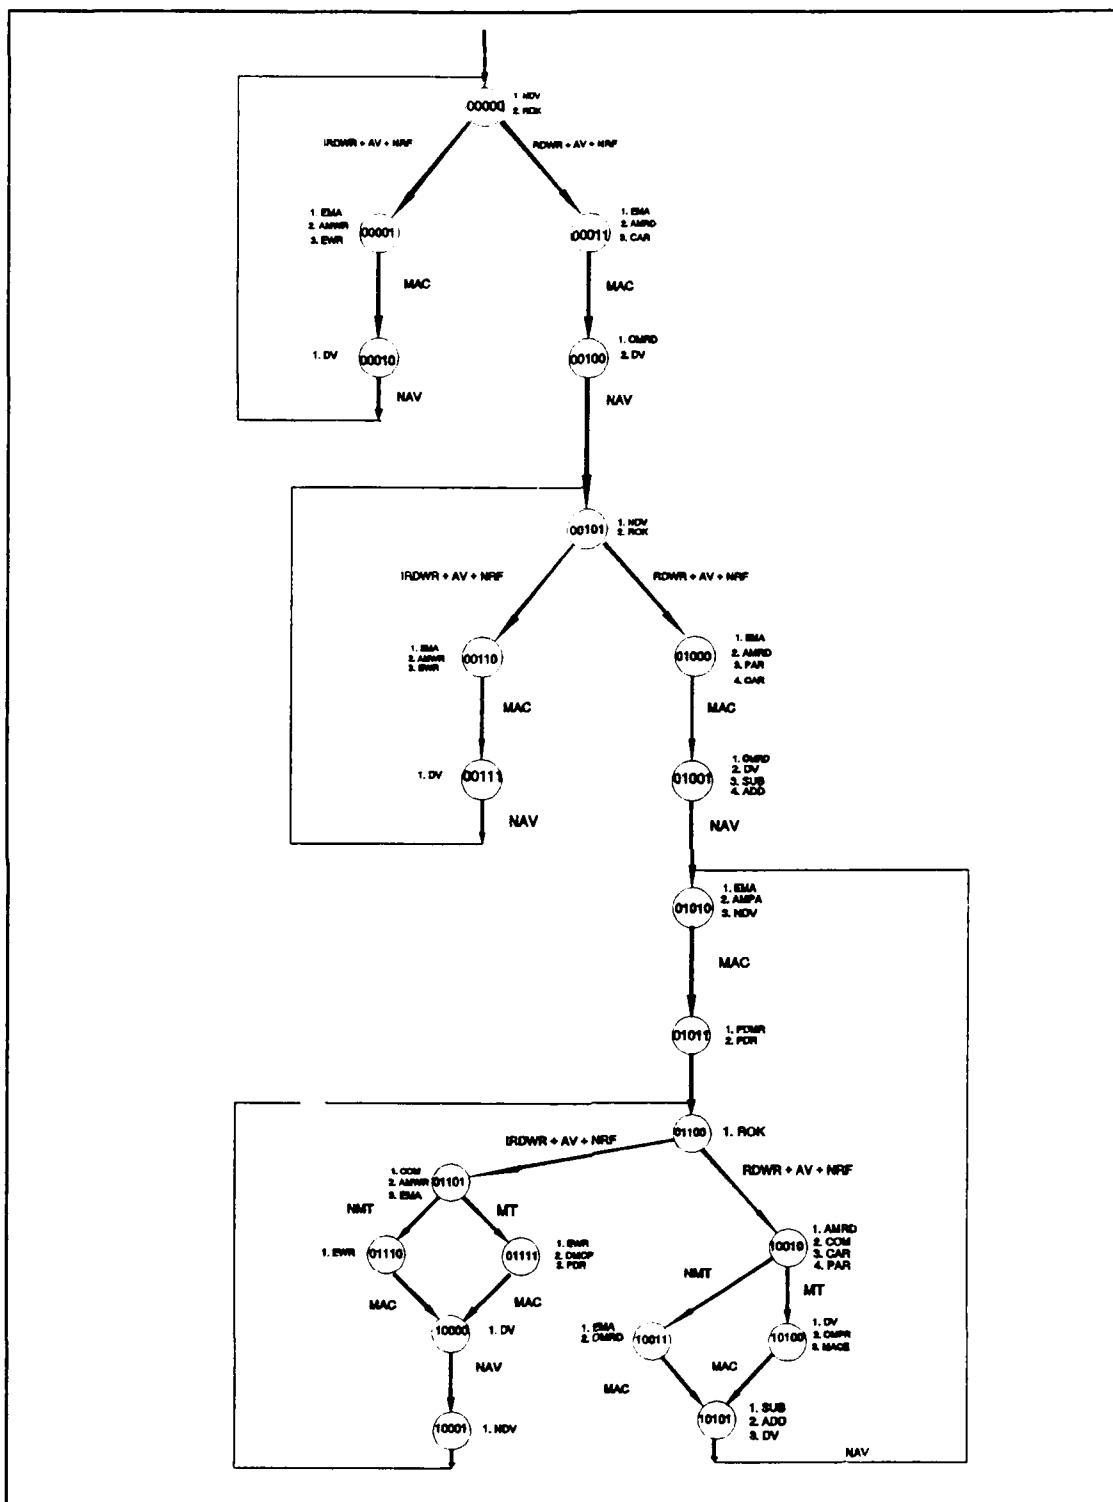 00000
1. NDV
2. ROK
!RDWR + AV + NRF
RDWR + AV + NRF
1. EMA
2. AMWR
3. EWR
00001
00011
1. EMA
2. AMRD
3. CAR
MAC
MAC
1. DV
00010
00100
1. OMRD
2. DV
NAV
NAV
00101
1. NDV
2. ROK
!RDWR + AV + NRF
RDWR + AV + NRF
1. EMA
2. AMWR
3. EWR
00110
01000
1. EMA
2. AMRD
3. PAR
4. CAR
MAC
MAC
1. DV
00111
01001
1. OMRD
2. DV
3. SUB
4. ADD
NAV
NAV
01010
1. EMA
2. AMPA
3. NDV
MAC
01011
1. PDMR
2. PDR
01100
1. ROK
!RDWR + AV + NRF
RDWR + AV + NRF
1. COM
2. AMWR
3. EMA
01101
NMT
MT
10010
1. AMRD
2. COM
3. CAR
4. PAR
1. EWR
01110
01111
1. EWR
2. DMCP
3. PDR
NMT
MT
MAC
MAC
1. EMA
2. OMRD
10011
10100
1. DV
2. OMPR
3. MACE
10000
1. DV
NAV
MAC
MAC
10001
1. NDV
10101
1. SUB
2. ADD
3. DV
NAV